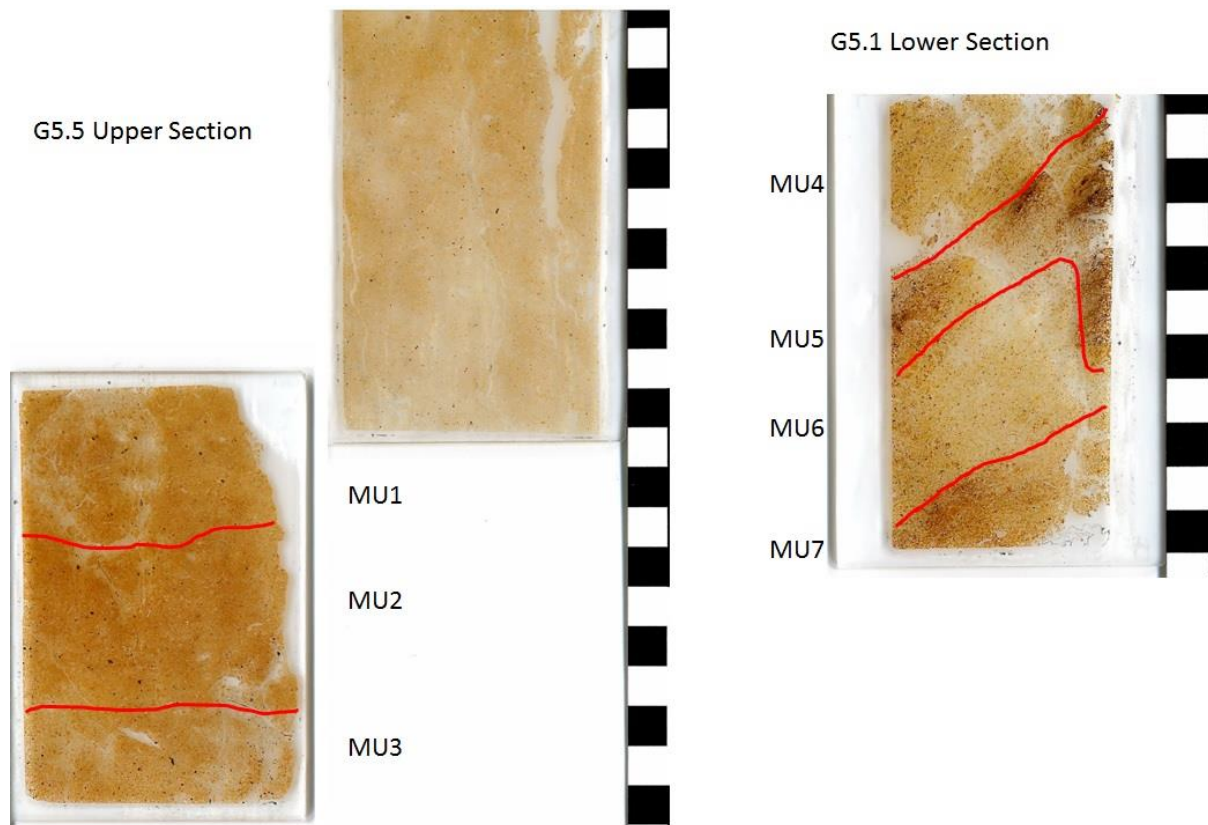 G5.5 Upper Section
MU1
MU2
MU3
G5.1 Lower Section
MU4
MU5
MU6
MU7